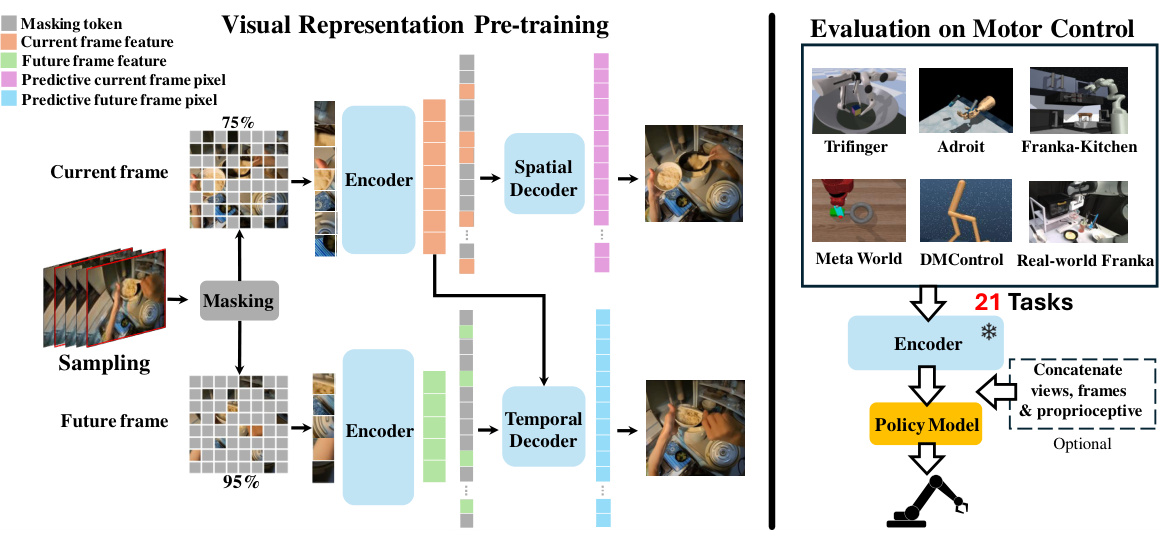 Visual Representation Pre-training
Masking token
Current frame feature
Future frame feature
Predictive current frame pixel
Predictive future frame pixel
75%
Current frame
Encoder
Spatial
Decoder
Masking
Sampling
Future frame
95%
Encoder
Temporal
Decoder
Evaluation on Motor Control
Trifinger
Adroit
Franka-Kitchen
Meta World
DMControl
Real-world Franka
21 Tasks
Encoder
Concatenate
views, frames
& proprioceptive
Optional
Policy Model